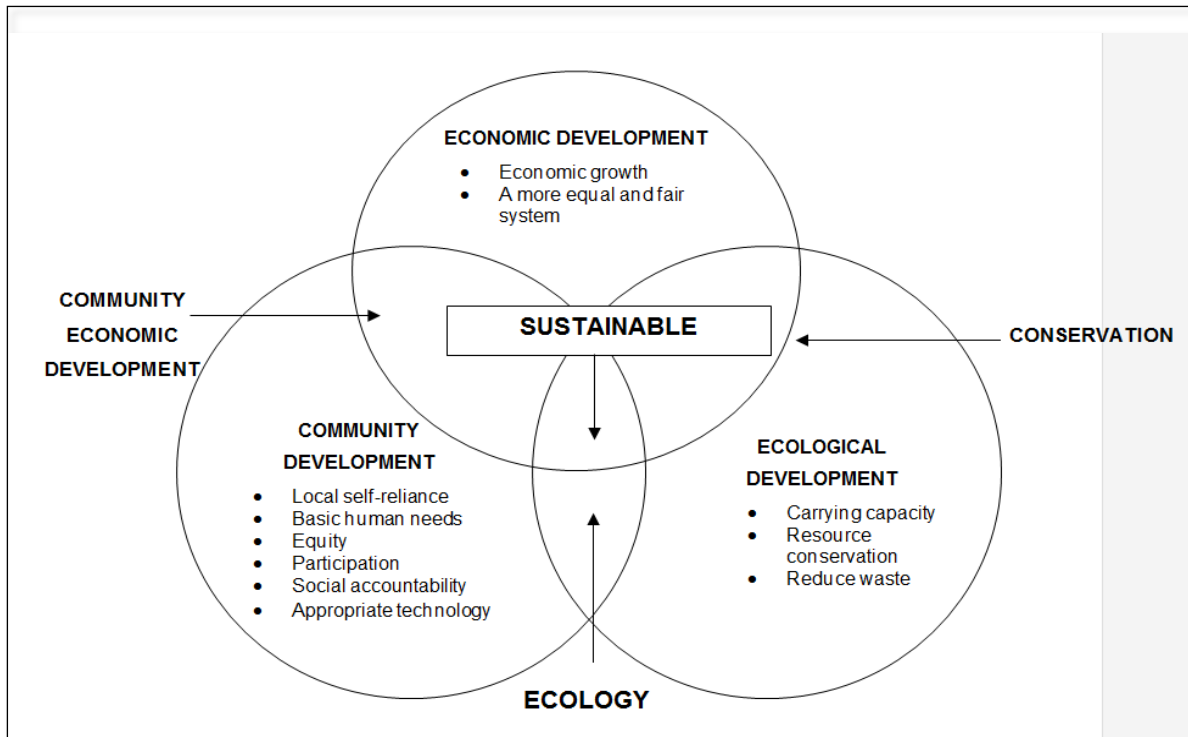 ECONOMIC DEVELOPMENT
• Economic growth
• A more equal and fair
system
COMMUNITY
ECONOMIC
DEVELOPMENT
SUSTAINABLE
CONSERVATION
COMMUNITY
DEVELOPMENT
• Local self-reliance
• Basic human needs
• Equity
• Participation
• Social accountability
• Appropriate technology
ECOLOGICAL
DEVELOPMENT
• Carrying capacity
• Resource
conservation
• Reduce waste
ECOLOGY